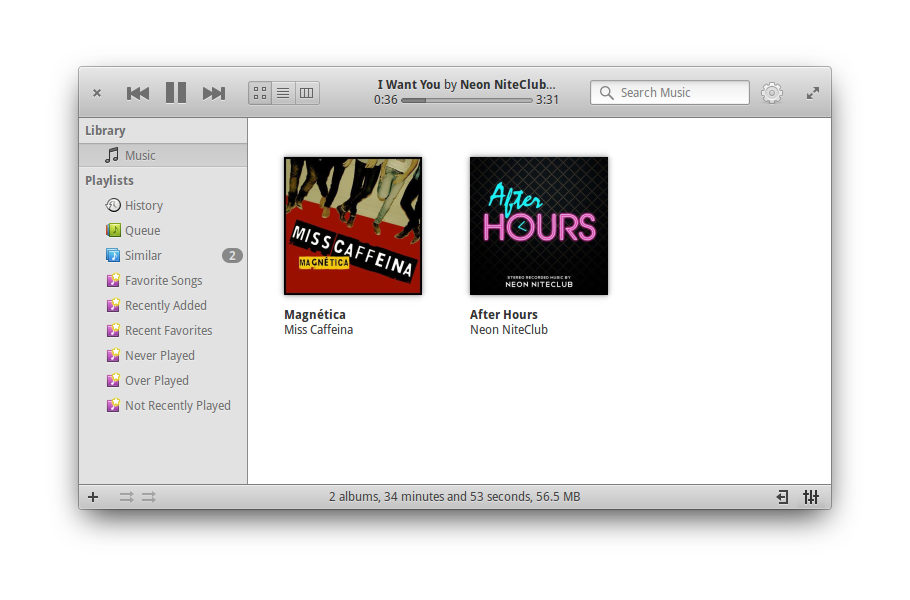 I Want You by Neon NiteClub...
0:36 3:31
Search Music
Library
Music
Playlists
History
Queue
Similar 2
Favorite Songs
Recently Added
Recent Favorites
Never Played
Over Played
Not Recently Played
MISS CAFFEINA
MAGNÉTICA
Magnética
Miss Caffeina
After
HOURS
STEREO RECORDED MUSIC BY
NEON NITECLUB
After Hours
Neon NiteClub
2 albums, 34 minutes and 53 seconds, 56.5 MB